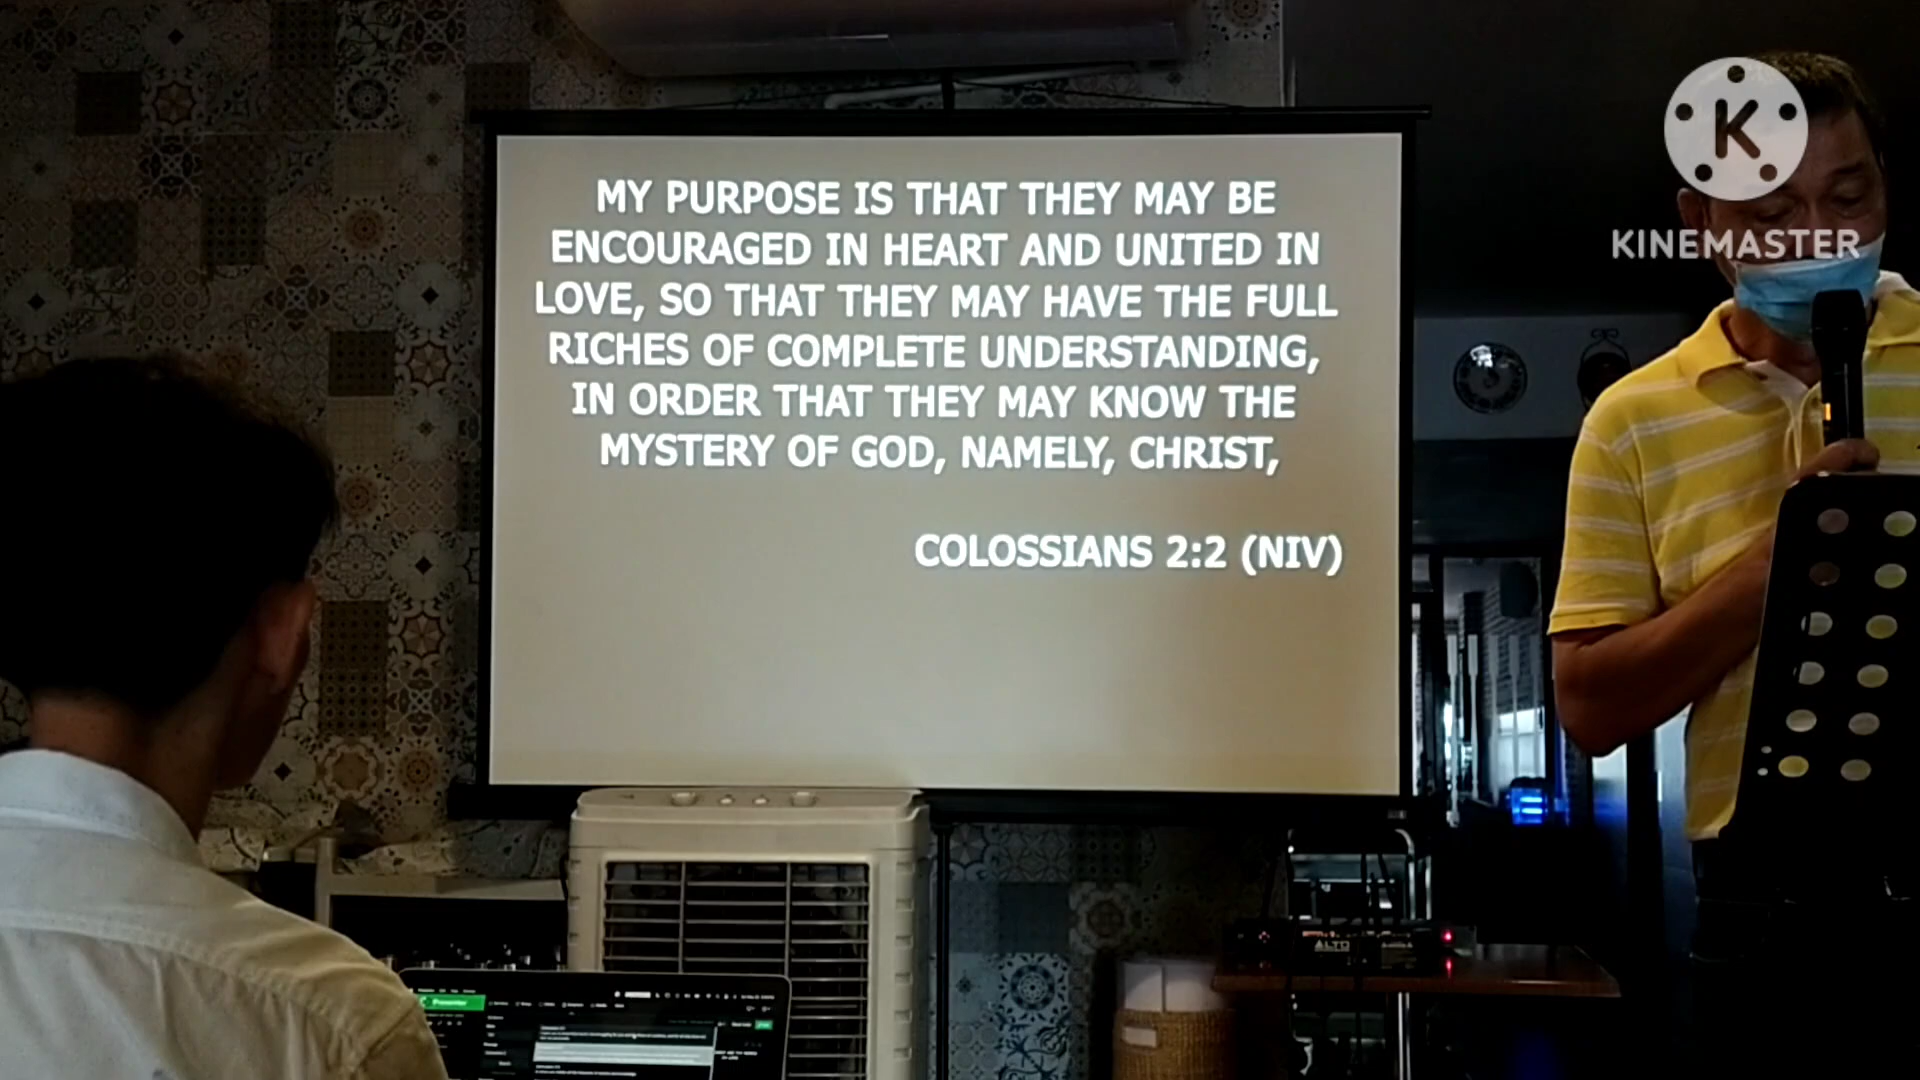 MY PURPOSE IS THAT THEY MAY BE
ENCOURAGED IN HEART AND UNITED IN
LOVE, SO THAT THEY MAY HAVE THE FULL
RICHES OF COMPLETE UNDERSTANDING,
IN ORDER THAT THEY MAY KNOW THE
MYSTERY OF GOD, NAMELY, CHRIST,
COLOSSIANS 2:2 (NIV)
K
KINEMASTER
ALTO
Presenter